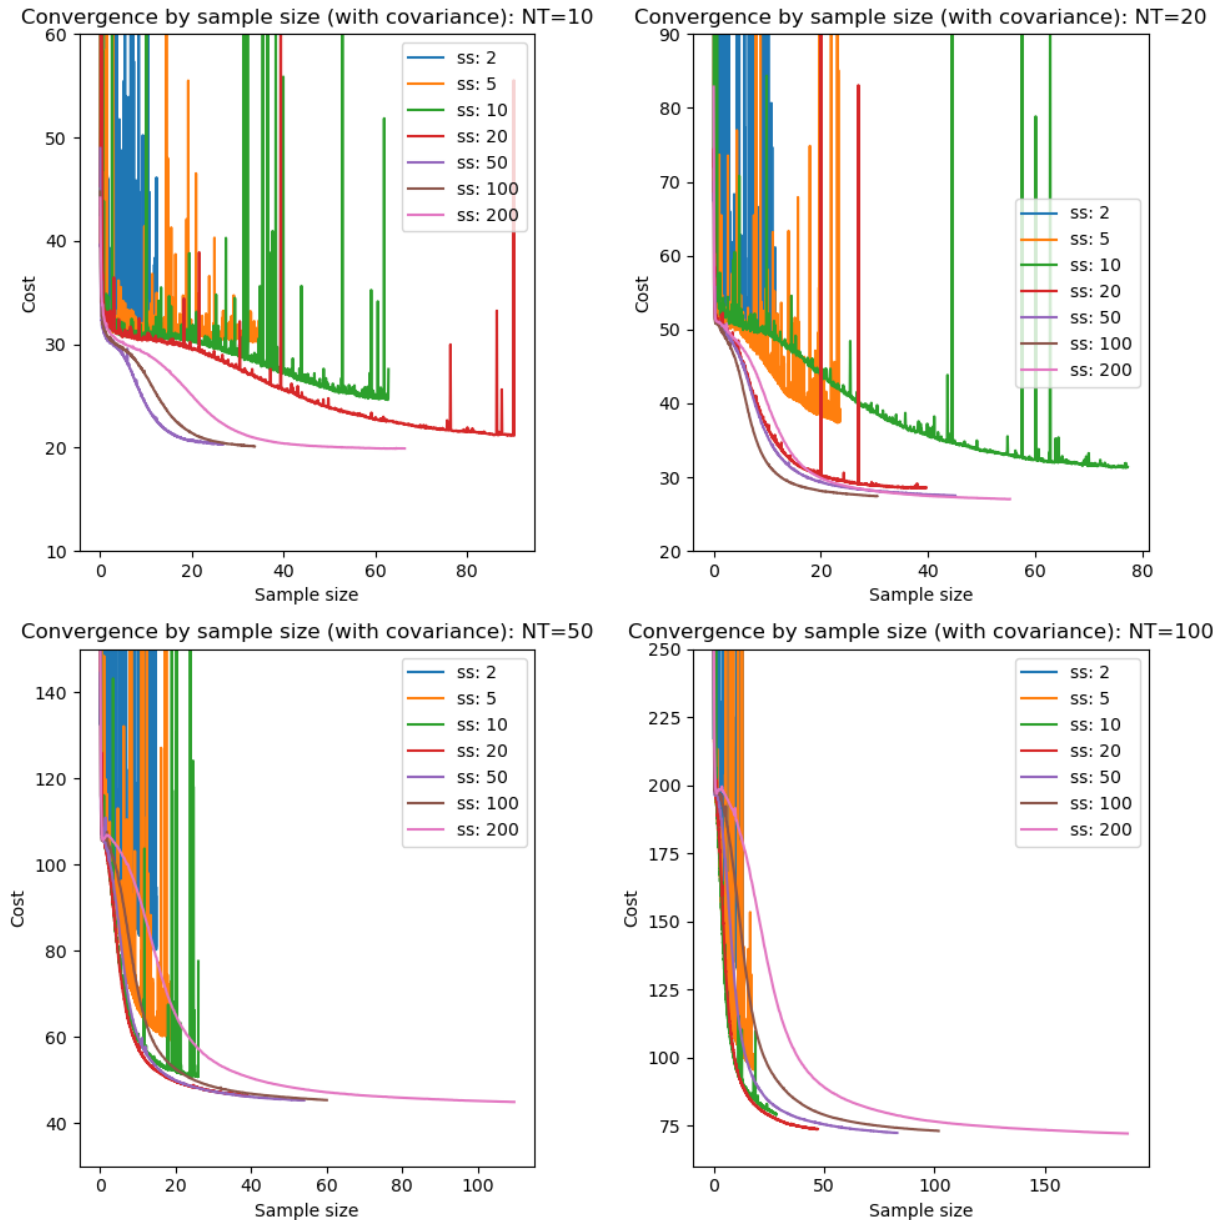 Convergence by sample size (with covariance): NT=10
60
50
40
30
20
10
Cost
0
20
40
60
80
Sample size
ss: 2
ss: 5
ss: 10
ss: 20
ss: 50
ss: 100
ss: 200
Convergence by sample size (with covariance): NT=20
90
80
70
60
50
40
30
20
Cost
0
20
40
60
80
Sample size
ss: 2
ss: 5
ss: 10
ss: 20
ss: 50
ss: 100
ss: 200
Convergence by sample size (with covariance): NT=50
140
120
100
80
60
40
Cost
0
20
40
60
80
100
Sample size
ss: 2
ss: 5
ss: 10
ss: 20
ss: 50
ss: 100
ss: 200
Convergence by sample size (with covariance): NT=100
250
225
200
175
150
125
100
75
Cost
0
50
100
150
Sample size
ss: 2
ss: 5
ss: 10
ss: 20
ss: 50
ss: 100
ss: 200